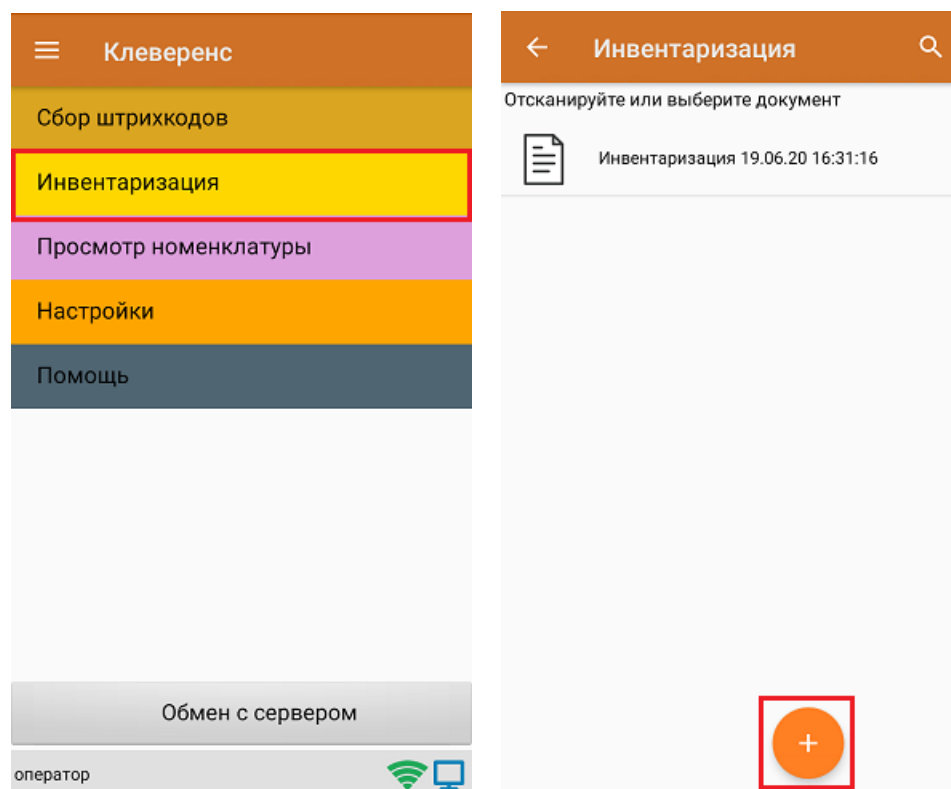 Клеверенс
Сбор штрихкодов
Инвентаризация
Просмотр номенклатуры
Настройки
Помощь
Обмен с сервером
оператор
Инвентаризация
Отсканируйте или выберите документ
Инвентаризация 19.06.20 16:31:16
+